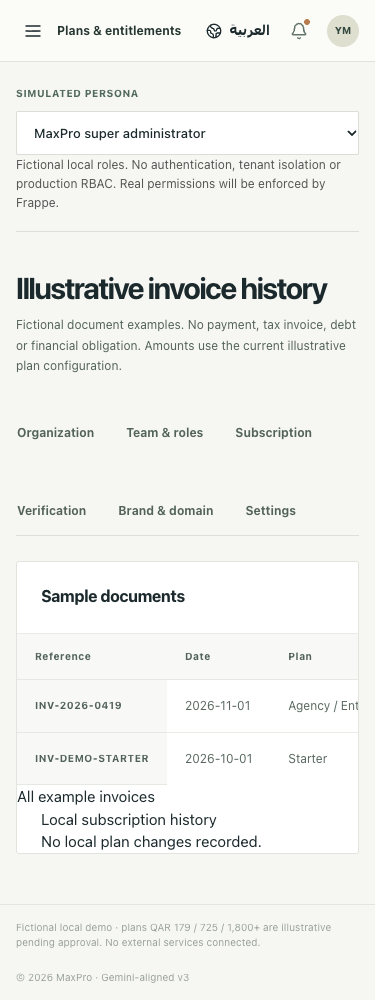 Plans & entitlements
العربية
YM
SIMULATED PERSONA
MaxPro super administrator
Fictional local roles. No authentication, tenant isolation or
production RBAC. Real permissions will be enforced by
Frappe.
Illustrative invoice history
Fictional document examples. No payment, tax invoice, debt
or financial obligation. Amounts use the current illustrative
plan configuration.
Organization Team & roles Subscription
Verification Brand & domain Settings
Sample documents
Reference Date Plan
INV-2026-0419 2026-11-01 Agency / Ent
INV-DEMO-STARTER 2026-10-01 Starter
All example invoices
Local subscription history
No local plan changes recorded.
Fictional local demo · plans QAR 179 / 725 / 1,800+ are illustrative
pending approval. No external services connected.
© 2026 MaxPro · Gemini-aligned v3